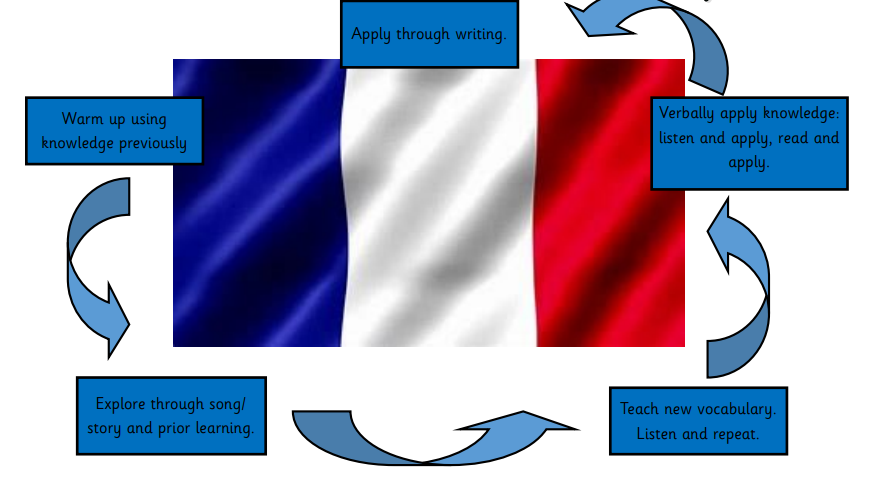 Apply through writing.
Warm up using
knowledge previously
Verbally apply knowledge:
listen and apply, read and
apply.
Explore through song/
story and prior learning.
Teach new vocabulary.
Listen and repeat.